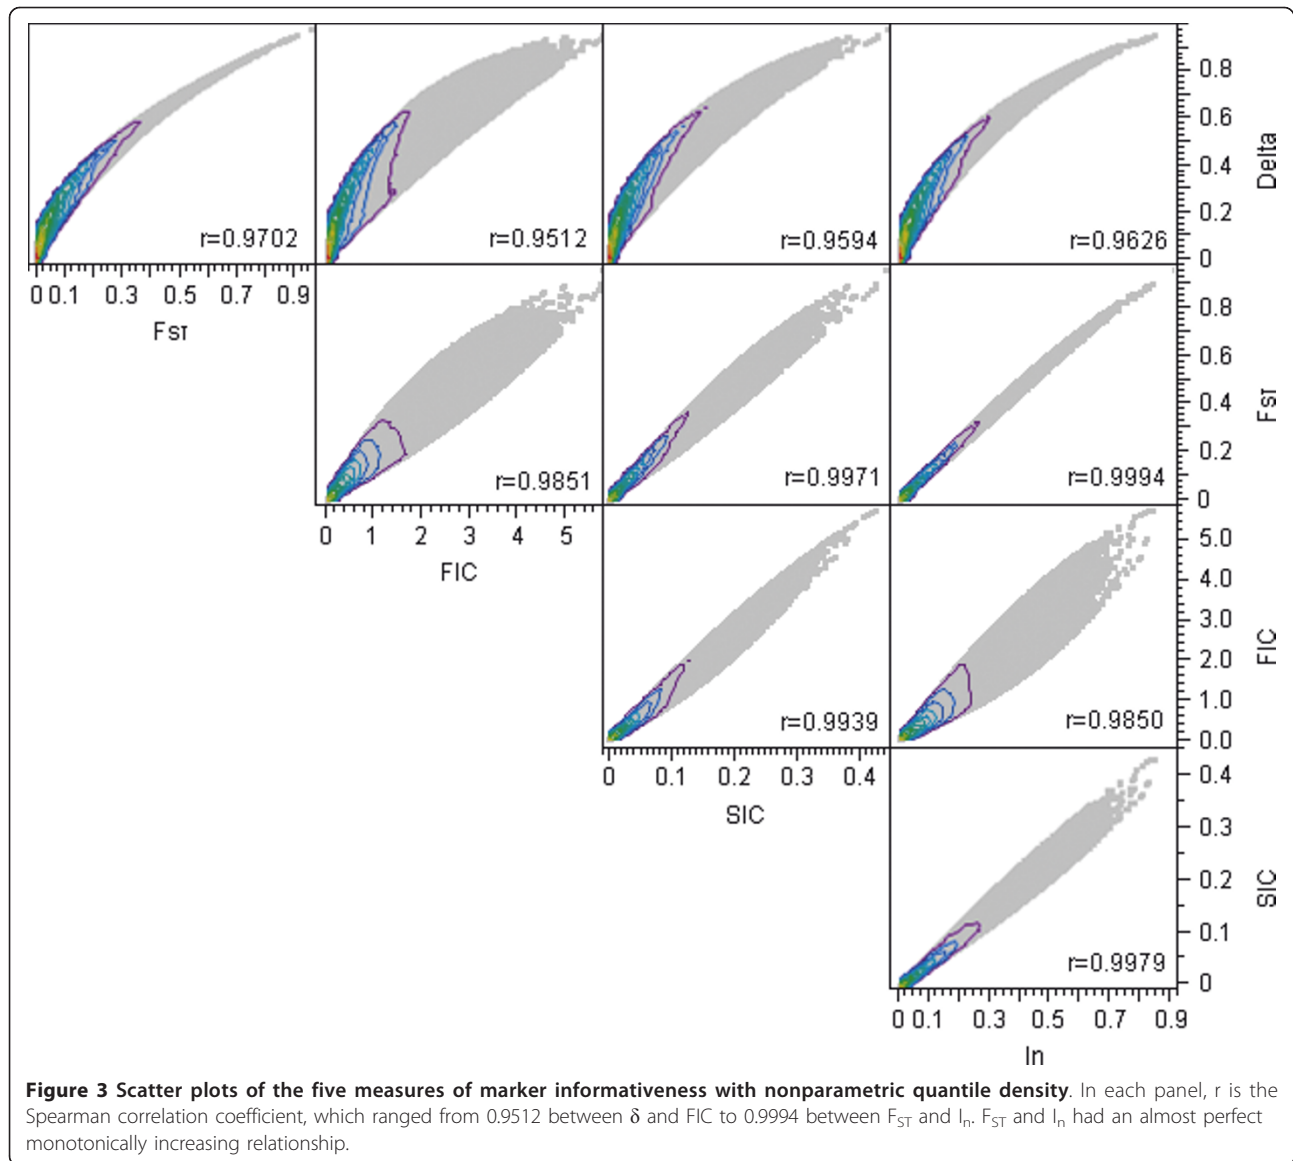 0.8
0.6
0.4
0.2
0
Delta
r=0.9702
r=0.9512
r=0.9594
r=0.9626
0 0.1 0.3 0.5 0.7 0.9
FST
0.8
0.6
0.4
0.2
0
FST
r=0.9851
r=0.9971
r=0.9994
0 1 2 3 4 5
FIC
5.0
4.0
3.0
2.0
1.0
0.0
FIC
r=0.9939
r=0.9850
0 0.1 0.2 0.3 0.4
SIC
0.4
0.3
0.2
0.1
0
SIC
r=0.9979
0 0.1 0.3 0.5 0.7 0.9
In
Figure 3 Scatter plots of the five measures of marker informativeness with nonparametric quantile density. In each panel, r is the
Spearman correlation coefficient, which ranged from 0.9512 between δ and FIC to 0.9994 between FST and In. FST and In had an almost perfect
monotonically increasing relationship.